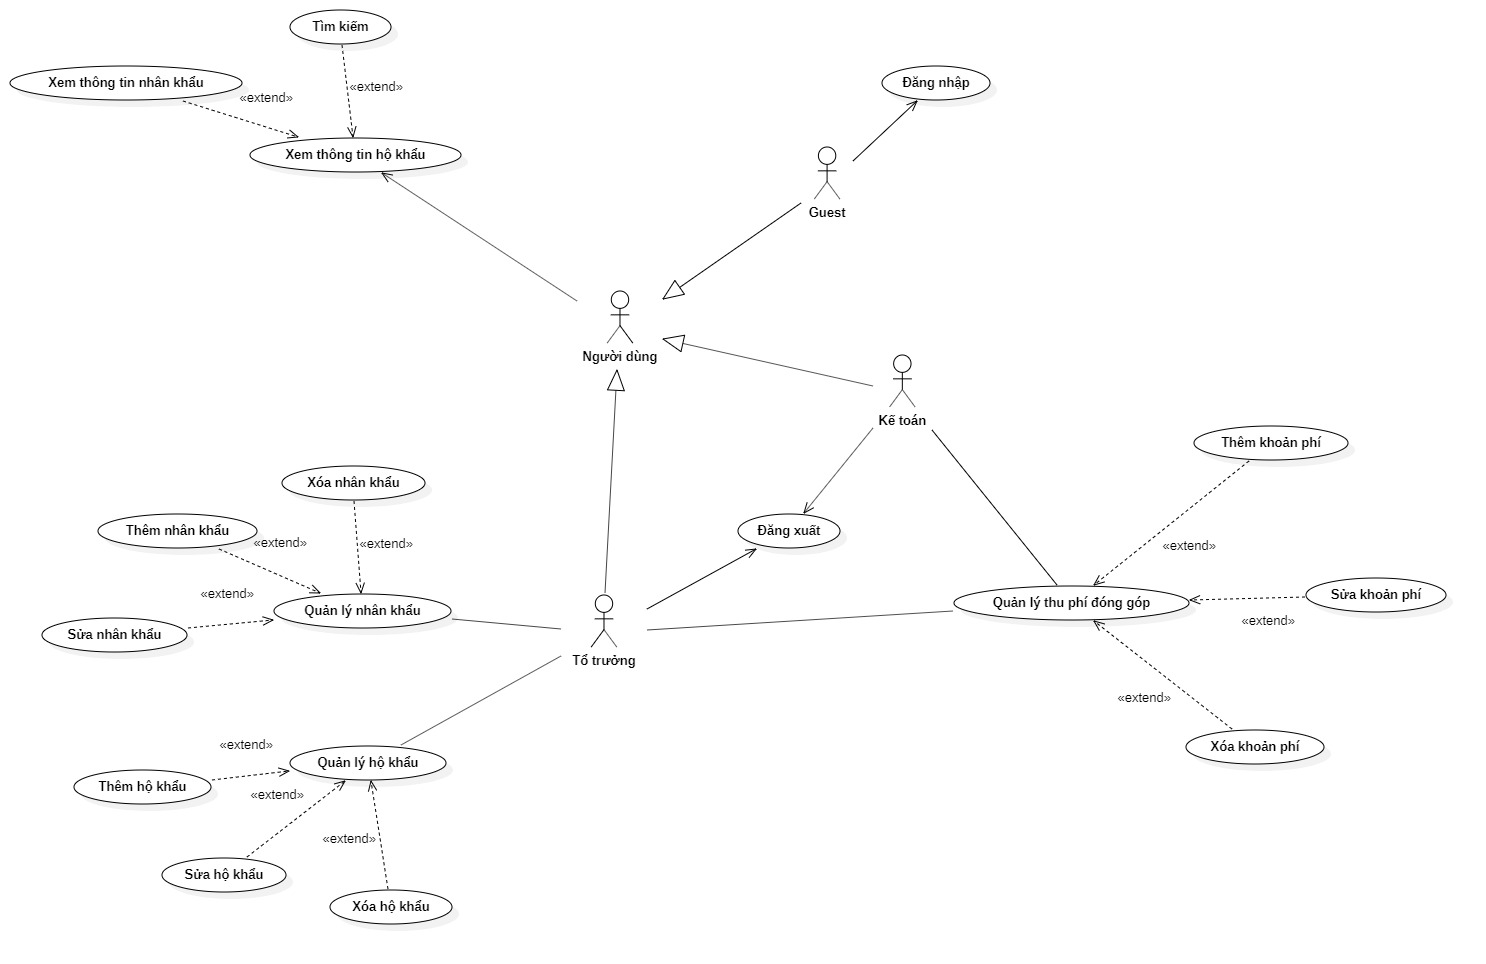 Tìm kiếm
Xem thông tin nhân khẩu
Đăng nhập
«extend»
«extend»
Xem thông tin hộ khẩu
Guest
Người dùng
Kế toán
Thêm khoản phí
Xóa nhân khẩu
Thêm nhân khẩu
Đăng xuất
«extend»
«extend»
«extend»
«extend»
Sửa khoản phí
Quản lý nhân khẩu
Quản lý thu phí đóng góp
«extend»
Sửa nhân khẩu
Tổ trưởng
«extend»
«extend»
Xóa khoản phí
Quản lý hộ khẩu
Thêm hộ khẩu
«extend»
«extend»
Sửa hộ khẩu
Xóa hộ khẩu